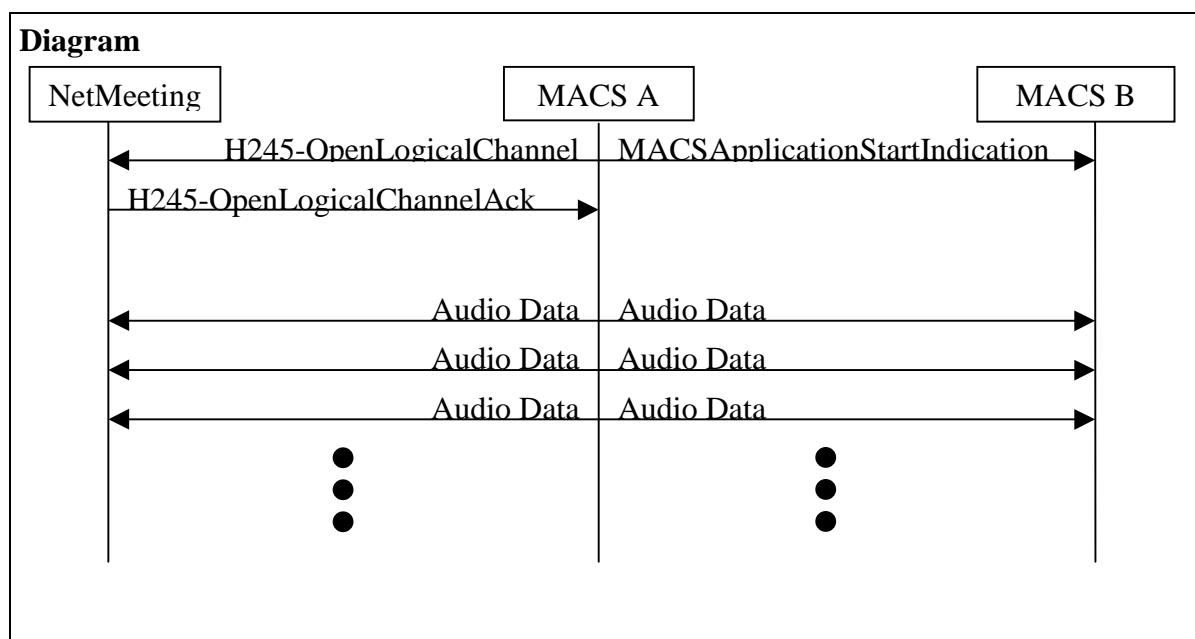 Diagram
NetMeeting MACS A MACS B
H245-OpenLogicalChannel MACSApplicationStartIndication
H245-OpenLogicalChannelAck
Audio Data Audio Data
Audio Data Audio Data
Audio Data Audio Data